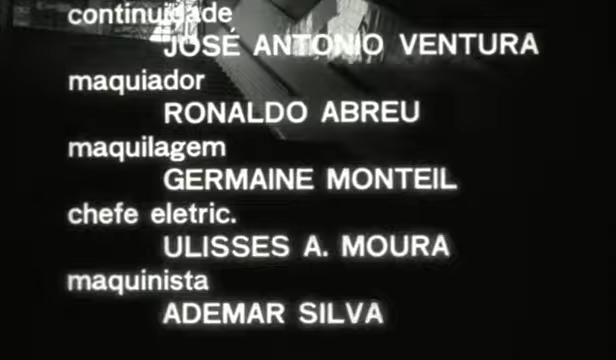 continuidade
JOSÉ ANTONIO VENTURA
maquiador
RONALDO ABREU
maquilagem
GERMAINE MONTEIL
chefe eletric.
ULISSES A. MOURA
maquinista
ADEMAR SILVA